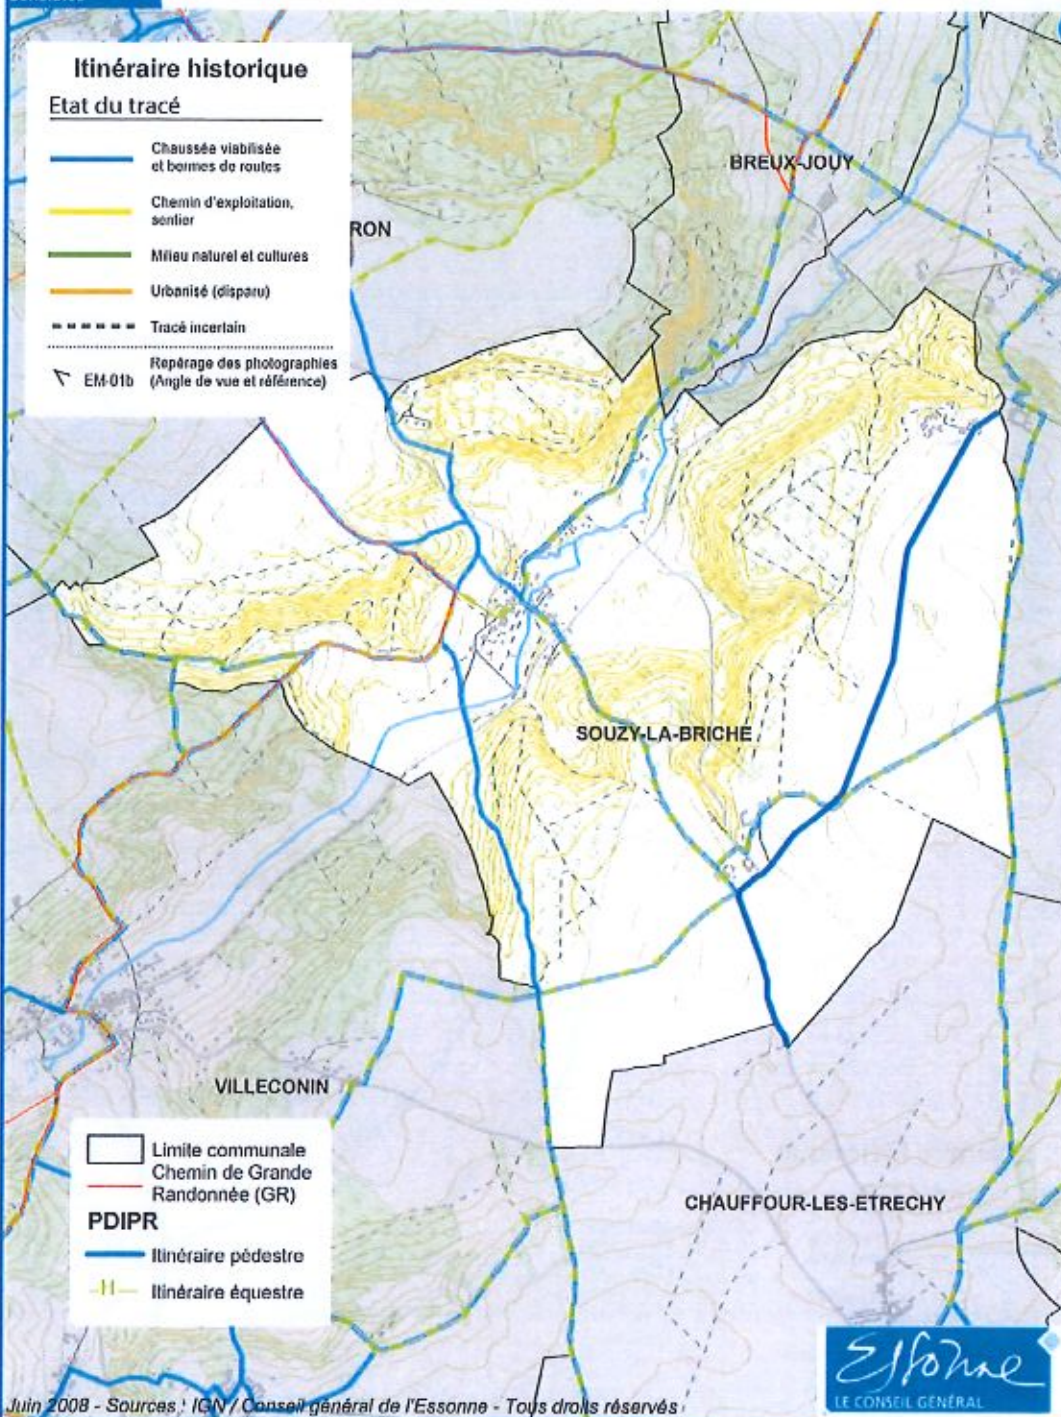 Itinéraire historique
Etat du tracé
Chaussée viabilisée
et bermes de routes
Chemin d'exploitation,
sentier
Milieu naturel et cultures
Urbanisé (disparu)
Tracé incertain
EM-01b
Repérage des photographies
(Angle de vue et référence)
BREUX-JOUY
RON
SOUZY-LA-BRICHE
VILLECONIN
CHAUFFOUR-LES-ETRECHY
Limite communale
Chemin de Grande
Randonnée (GR)
PDIPR
Itinéraire pédestre
H
Itinéraire équestre
Essonne
LE CONSEIL GÉNÉRAL
Juin 2008 - Sources : IGN / Conseil général de l'Essonne - Tous droits réservés